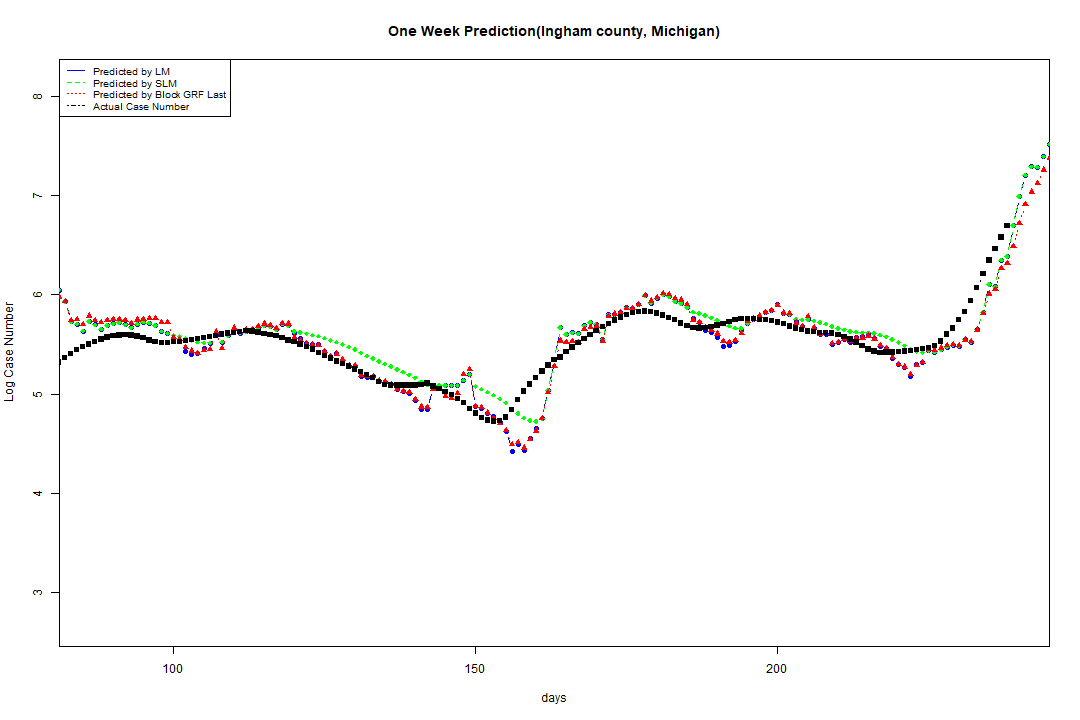 One Week Prediction(Ingham county, Michigan)
Predicted by LM
Predicted by SLM
Predicted by Block GRF Last
Actual Case Number
8
7
6
5
4
3
Log Case Number
100 150 200
days